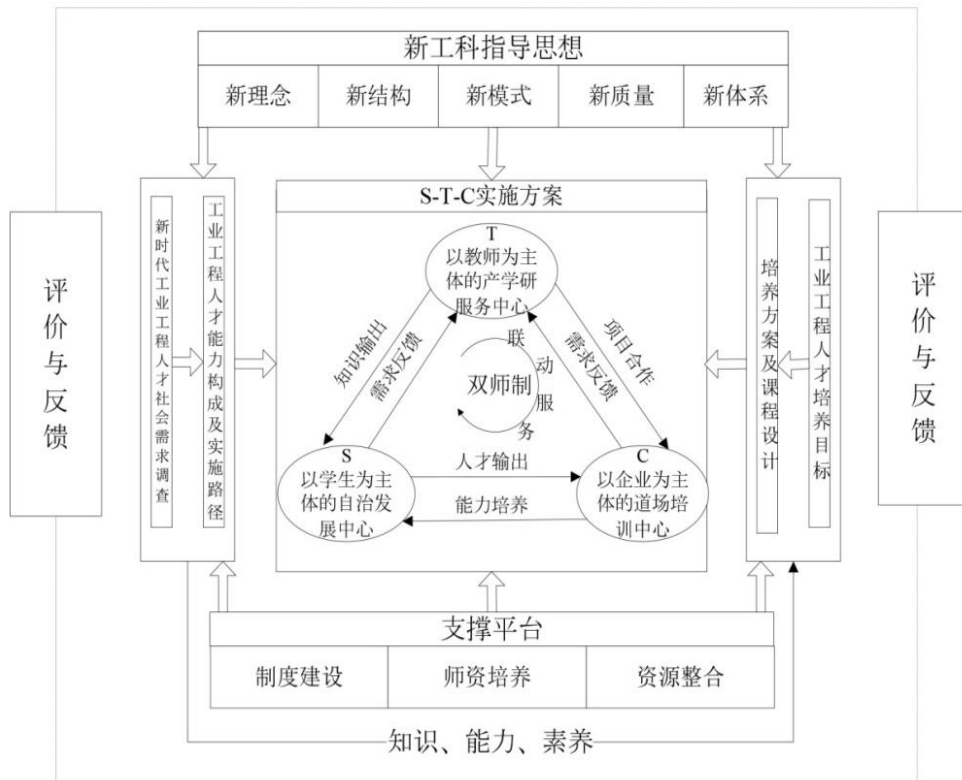 新工科指导思想
新理念
新结构
新模式
新质量
新体系
评价与反馈
新时代工业工程人才社会需求调查
工业工程人才能力构成及实施路径
S-T-C实施方案
T
以教师为主
体的产学研
服务中心
知识输出
需求反馈
联动服务
双师制
需求反馈
项目合作
S
以学生为主
体的自治发
展中心
人才输出
能力培养
C
以企业为主
体的道场培
训中心
培养方案及课程设计
工业工程人才培养目标
评价与反馈
支撑平台
制度建设
师资培养
资源整合
知识、能力、素养